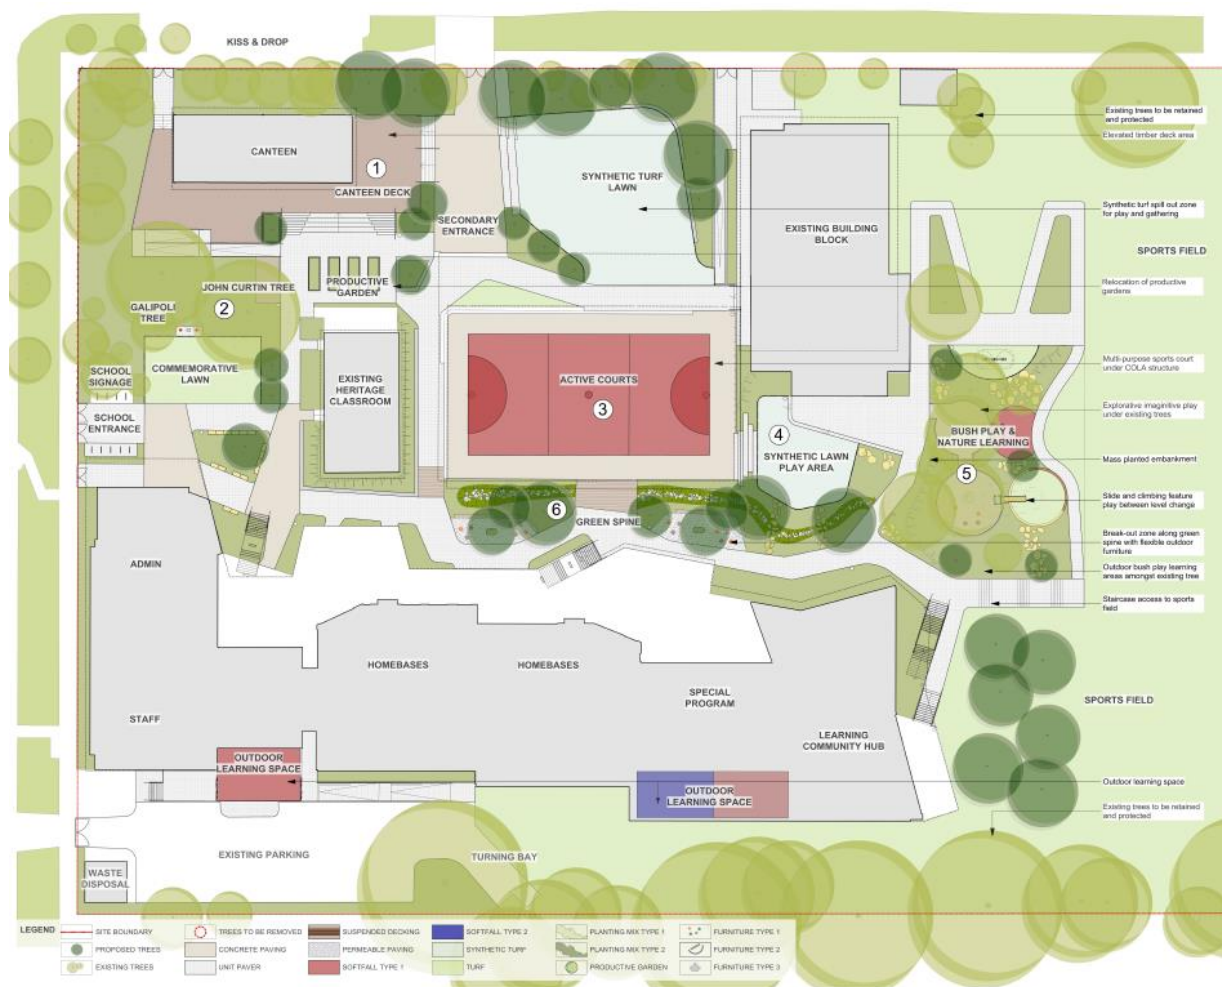 KISS & DROP
Existing trees to be retained
and protected
Elevated timber deck area
CANTEEN
1
CANTEEN DECK
SYNTHETIC TURF
LAWN
Synthetic turf spill out zone
for play and gathering
SECONDARY
ENTRANCE
EXISTING BUILDING
BLOCK
SPORTS FIELD
JOHN CURTIN TREE
PRODUCTIVE
GARDEN
Relocation of productive
gardens
GALIPOLI
TREE
2
COMMEMORATIVE
LAWN
SCHOOL
SIGNAGE
SCHOOL
ENTRANCE
EXISTING
HERITAGE
CLASSROOM
ACTIVE COURTS
3
Multi-purpose sports court
under COLA structure
Explorative imaginitive play
under existing trees
4
SYNTHETIC LAWN
PLAY AREA
BUSH PLAY &
NATURE LEARNING
5
Mass planted embankment
Slide and climbing feature
play between level change
6
GREEN SPINE
Break-out zone along green
spine with flexible outdoor
furniture
Outdoor bush play learning
areas amongst existing tree
Staircase access to sports
field
ADMIN
HOMEBASES
HOMEBASES
SPECIAL
PROGRAM
STAFF
LEARNING
COMMUNITY HUB
SPORTS FIELD
OUTDOOR
LEARNING SPACE
OUTDOOR
LEARNING SPACE
Outdoor learning space
Existing trees to be retained
and protected
EXISTING PARKING
TURNING BAY
WASTE
DISPOSAL
LEGEND
SITE BOUNDARY
TREES TO BE REMOVED
SUSPENDED DECKING
SOFTFALL TYPE 2
PLANTING MIX TYPE 1
FURNITURE TYPE 1
PROPOSED TREES
CONCRETE PAVING
PERMEABLE PAVING
SYNTHETIC TURF
PLANTING MIX TYPE 2
FURNITURE TYPE 2
EXISTING TREES
UNIT PAVER
SOFTFALL TYPE 1
TURF
PRODUCTIVE GARDEN
FURNITURE TYPE 3